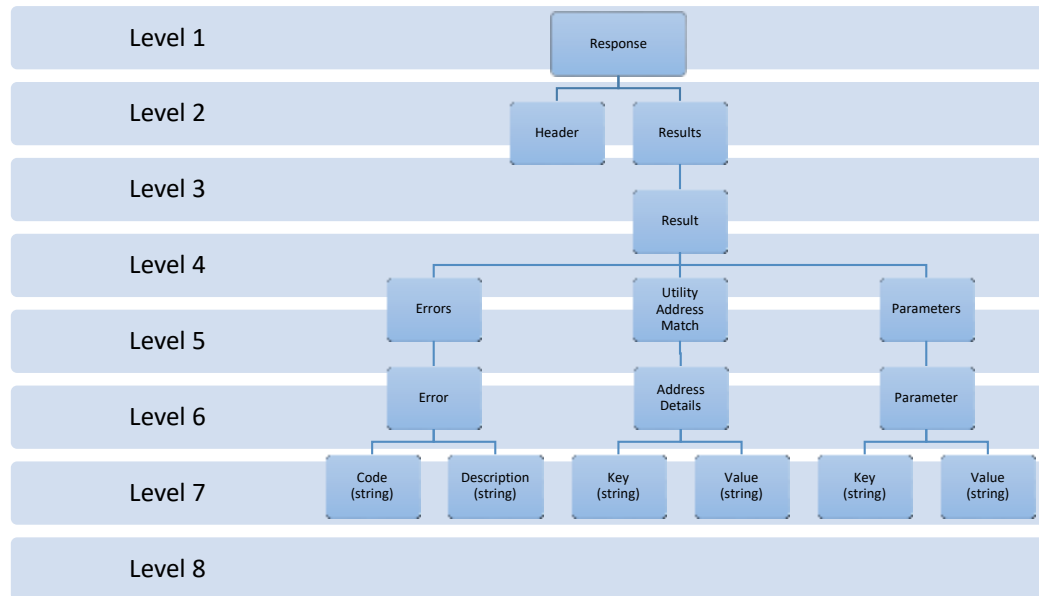 Level 1
Response
Level 2
Header
Results
Level 3
Result
Level 4
Errors
Utility
Address
Match
Parameters
Level 5
Error
Address
Details
Parameter
Level 6
Code
(string)
Description
(string)
Key
(string)
Value
(string)
Key
(string)
Value
(string)
Level 7
Level 8